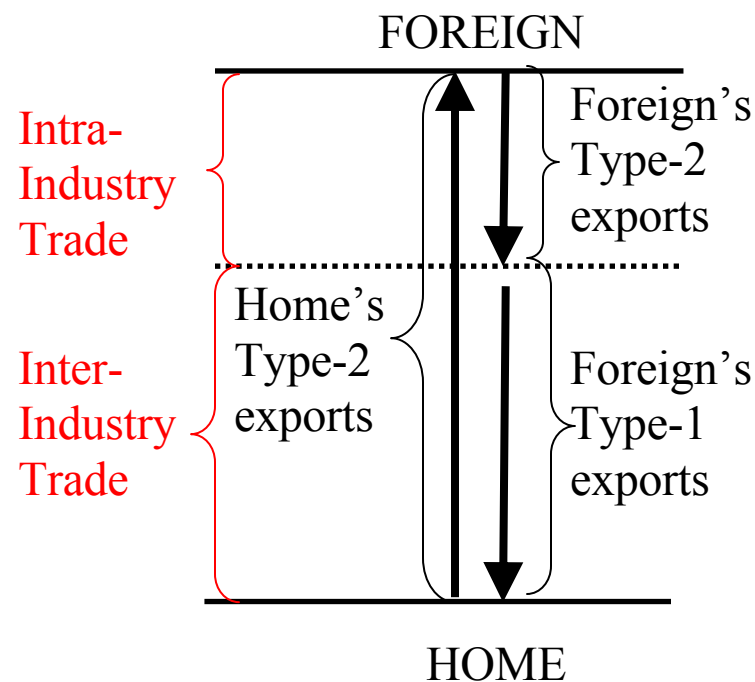 FOREIGN
Intra-
Industry
Trade
Foreign’s
Type-2
exports
Home’s
Type-2
exports
Inter-
Industry
Trade
Foreign’s
Type-1
exports
HOME